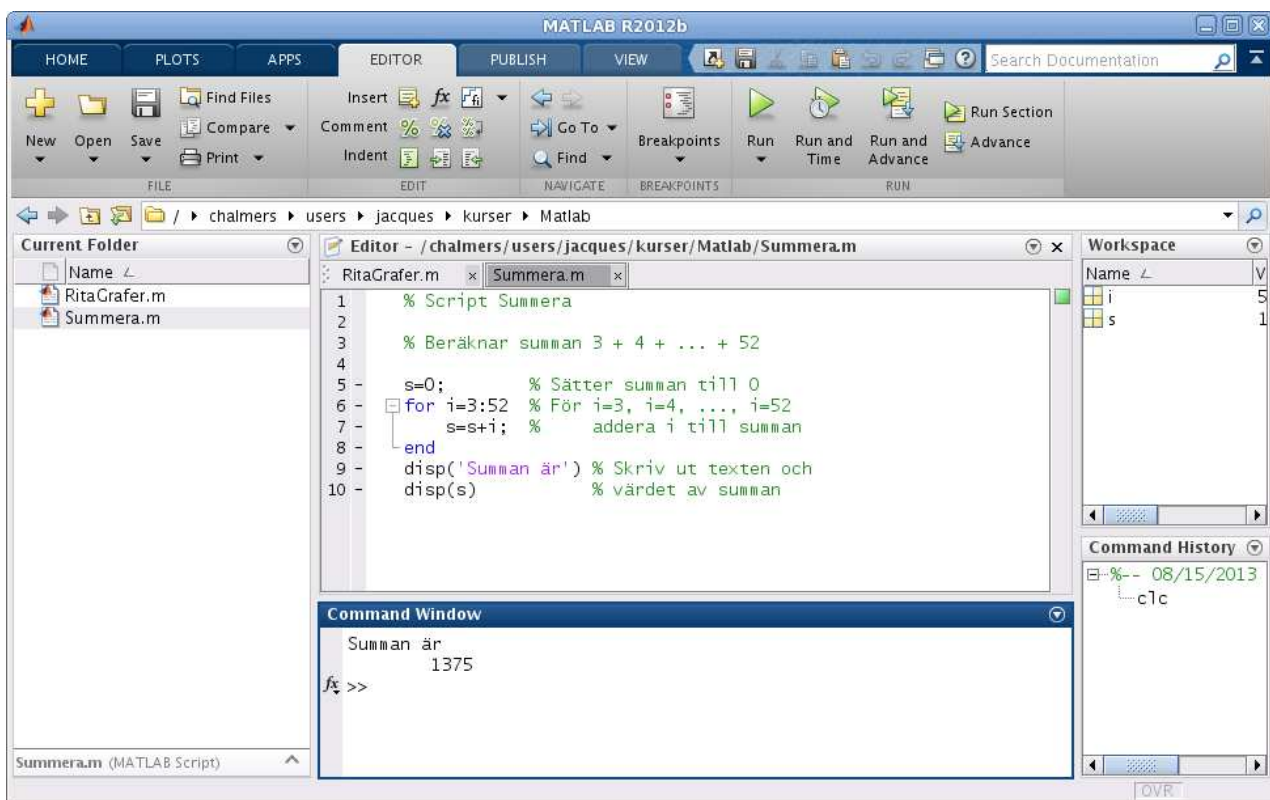 MATLAB R2012b
HOME PLOTS APPS EDITOR PUBLISH VIEW Search Documentation
New Open Save
Find Files
Compare
Print
FILE
Insert fx
Comment
Indent
EDIT
Go To
Find
NAVIGATE
Breakpoints
BREAKPOINTS
Run Run and Time Run and Advance
Run Section
Advance
RUN
/ chalmers users jacques kurser Matlab
Current Folder
Name
RitaGrafer.m
Summera.m
Summera.m (MATLAB Script)
Editor - /chalmers/users/jacques/kurser/Matlab/Summera.m
RitaGrafer.m × Summera.m ×
1 % Script Summera
2
3 % Beräknar summan 3 + 4 + ... + 52
4
5 - s=0; % Sätter summan till 0
6 - for i=3:52 % För i=3, i=4, ..., i=52
7 - s=s+i; % addera i till summan
8 - end
9 - disp('Summan är') % Skriv ut texten och
10 - disp(s) % värdet av summan
Command Window
Summan är
1375
fx >>
Workspace
Name V
i 5
s 1
Command History
%-- 08/15/2013
clc
OVR